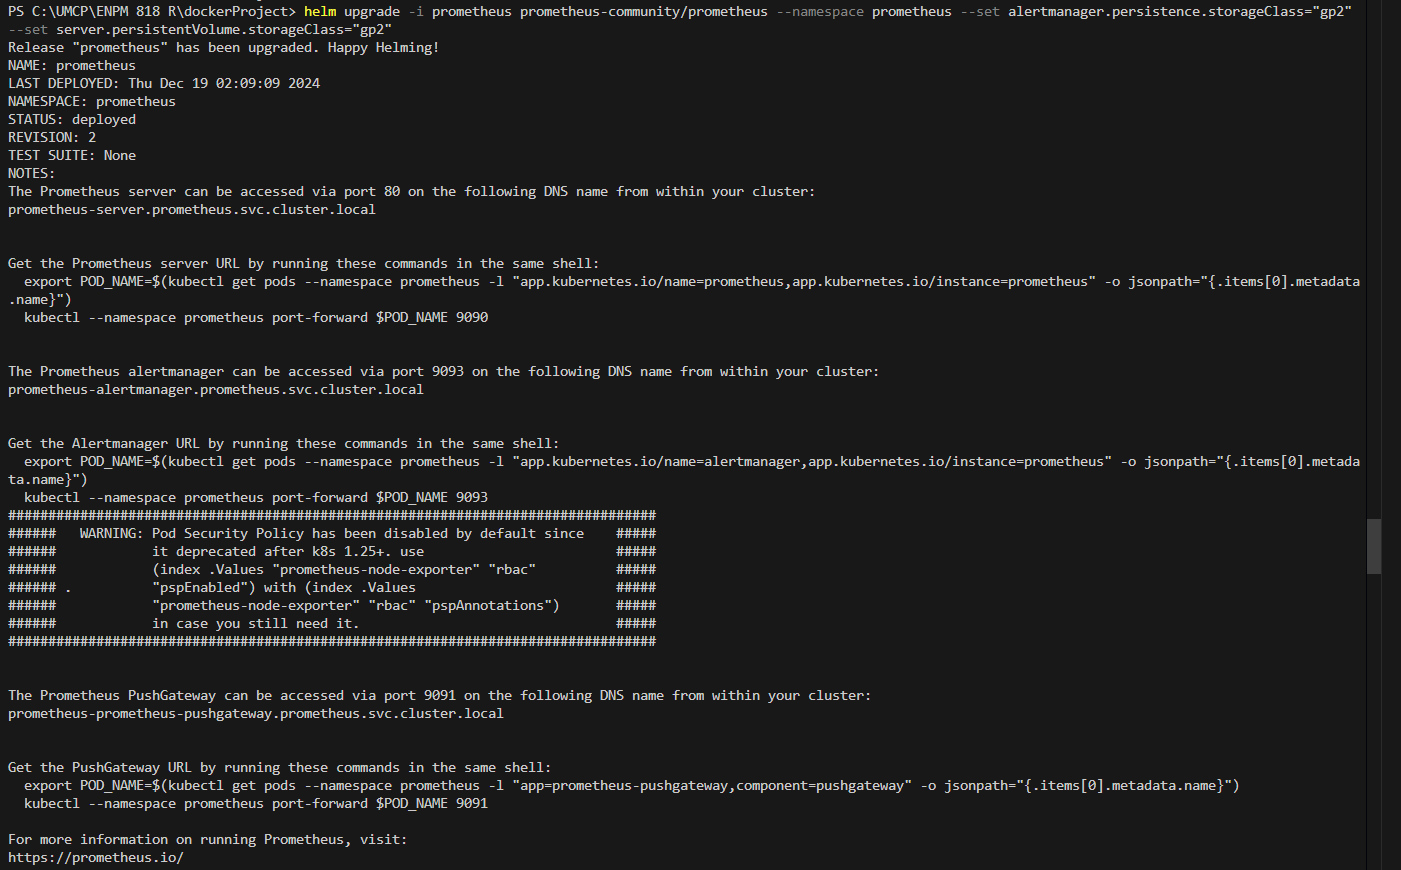 PS C:\UMCP\ENPM 818 R\dockerProject> helm upgrade -i prometheus prometheus-community/prometheus --namespace prometheus --set alertmanager.persistence.storageClass="gp2"
--set server.persistentVolume.storageClass="gp2"
Release "prometheus" has been upgraded. Happy Helming!
NAME: prometheus
LAST DEPLOYED: Thu Dec 19 02:09:09 2024
NAMESPACE: prometheus
STATUS: deployed
REVISION: 2
TEST SUITE: None
NOTES:
The Prometheus server can be accessed via port 80 on the following DNS name from within your cluster:
prometheus-server.prometheus.svc.cluster.local
Get the Prometheus server URL by running these commands in the same shell:
  export POD_NAME=$(kubectl get pods --namespace prometheus -l "app.kubernetes.io/name=prometheus,app.kubernetes.io/instance=prometheus" -o jsonpath="{.items[0].metadata
.name}")
  kubectl --namespace prometheus port-forward $POD_NAME 9090
The Prometheus alertmanager can be accessed via port 9093 on the following DNS name from within your cluster:
prometheus-alertmanager.prometheus.svc.cluster.local
Get the Alertmanager URL by running these commands in the same shell:
  export POD_NAME=$(kubectl get pods --namespace prometheus -l "app.kubernetes.io/name=alertmanager,app.kubernetes.io/instance=prometheus" -o jsonpath="{.items[0].metada
ta.name}")
  kubectl --namespace prometheus port-forward $POD_NAME 9093
#################################################################################
######   WARNING: Pod Security Policy has been disabled by default since    #####
######            it deprecated after k8s 1.25+. use                        #####
######            (index .Values "prometheus-node-exporter" "rbac"          #####
###### .          "pspEnabled") with (index .Values                         #####
######            "prometheus-node-exporter" "rbac" "pspAnnotations")       #####
######            in case you still need it.                                #####
#################################################################################
The Prometheus PushGateway can be accessed via port 9091 on the following DNS name from within your cluster:
prometheus-prometheus-pushgateway.prometheus.svc.cluster.local
Get the PushGateway URL by running these commands in the same shell:
  export POD_NAME=$(kubectl get pods --namespace prometheus -l "app=prometheus-pushgateway,component=pushgateway" -o jsonpath="{.items[0].metadata.name}")
  kubectl --namespace prometheus port-forward $POD_NAME 9091
For more information on running Prometheus, visit:
https://prometheus.io/